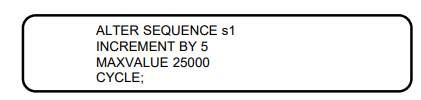 ALTER SEQUENCE s1
INCREMENT BY 5
MAXVALUE 25000
CYCLE;